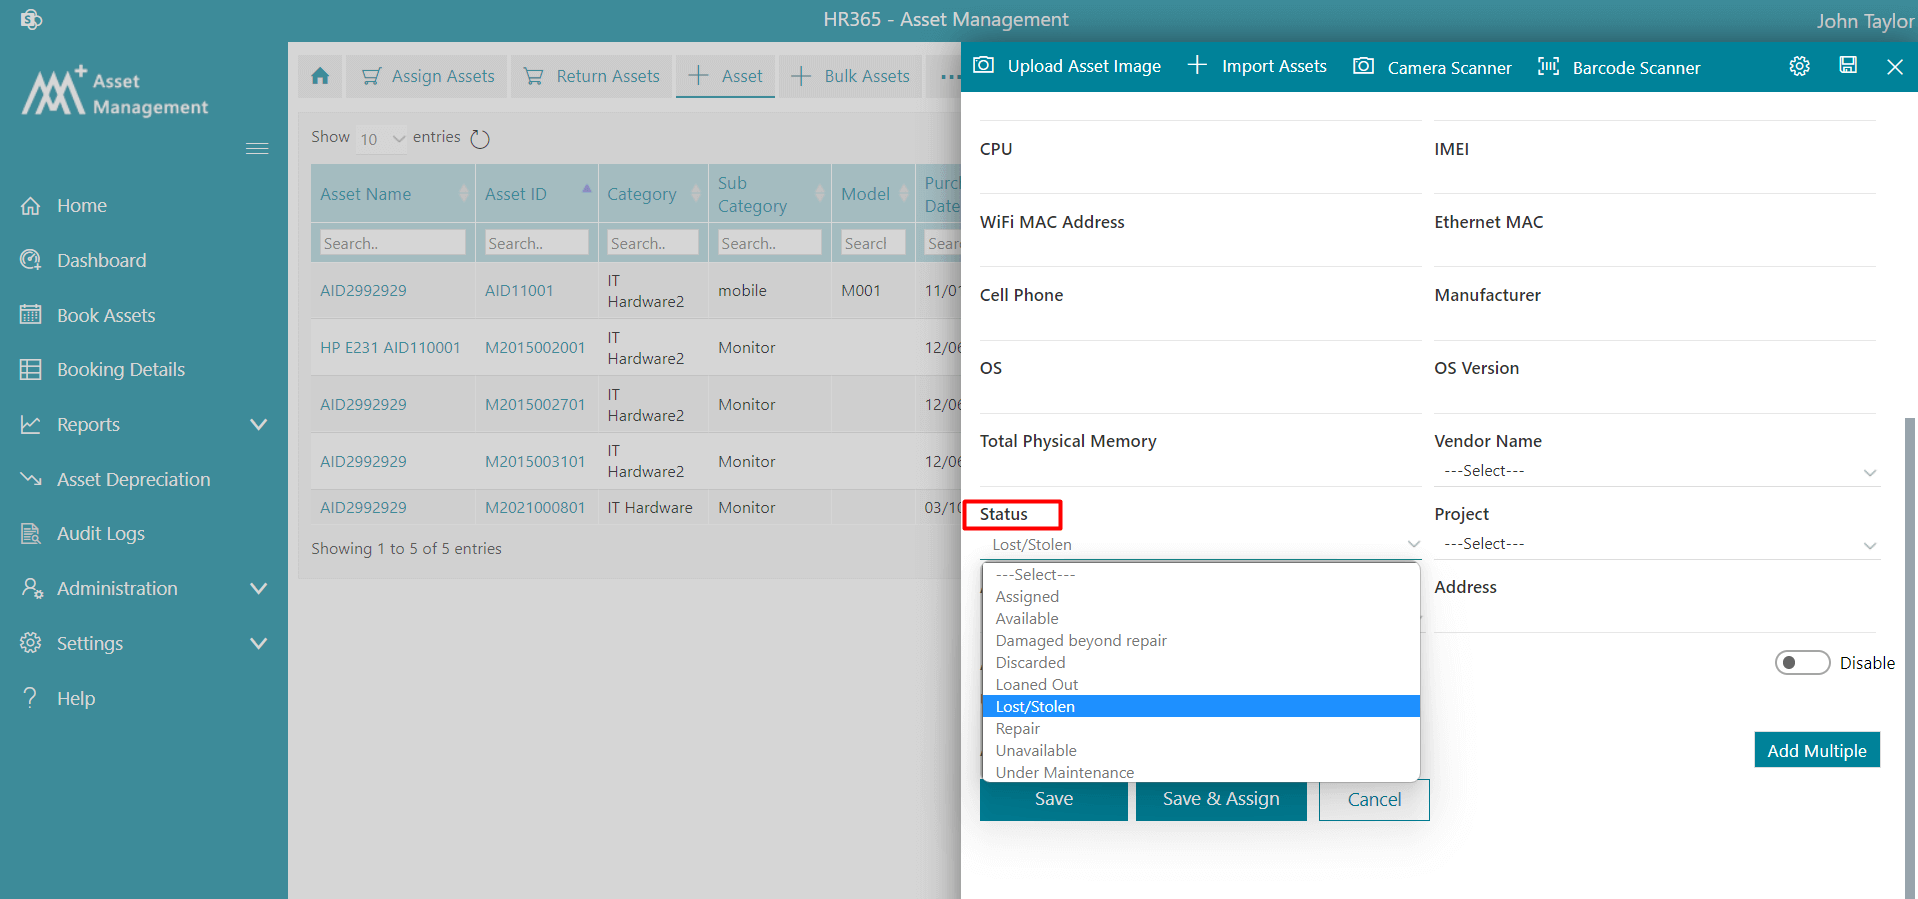 HR365 - Asset Management
John Taylor
Asset
Management
Home
Dashboard
Book Assets
Booking Details
Reports
Asset Depreciation
Audit Logs
Administration
Settings
Help
Assign Assets
Return Assets
Asset
Bulk Assets
Show 10 entries
Asset Name
Asset ID
Category
Sub
Category
Model
Purch
Date
Search..
Search..
Search..
Search..
Searcl
Sear
AID2992929 AID11001 IT
Hardware2 mobile M001 11/01
HP E231 AID110001 M2015002001 IT
Hardware2 Monitor 12/06
AID2992929 M2015002701 IT
Hardware2 Monitor 12/06
AID2992929 M2015003101 IT
Hardware2 Monitor 12/06
AID2992929 M2021000801 IT Hardware Monitor 03/10
Showing 1 to 5 of 5 entries
Upload Asset Image
Import Assets
Camera Scanner
Barcode Scanner
CPU
IMEI
WiFi MAC Address
Ethernet MAC
Cell Phone
Manufacturer
OS
OS Version
Total Physical Memory
Vendor Name
---Select---
Status
Project
Lost/Stolen
---Select---
---Select---
Assigned
Available
Damaged beyond repair
Discarded
Loaned Out
Lost/Stolen
Repair
Unavailable
Under Maintenance
Address
Disable
Add Multiple
Save
Save & Assign
Cancel